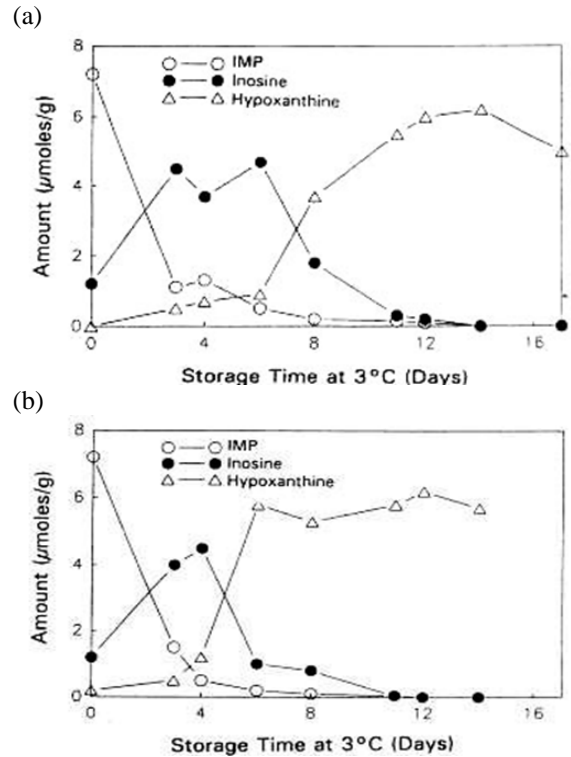 (a)
8
IMP
Inosine
Hypoxanthine
6
4
2
0
Amount (µmoles/g)
0 4 8 12 16
Storage Time at 3°C (Days)
(b)
8
IMP
Inosine
Hypoxanthine
6
4
2
0
Amount (µmoles/g)
0 4 8 12 16
Storage Time at 3°C (Days)